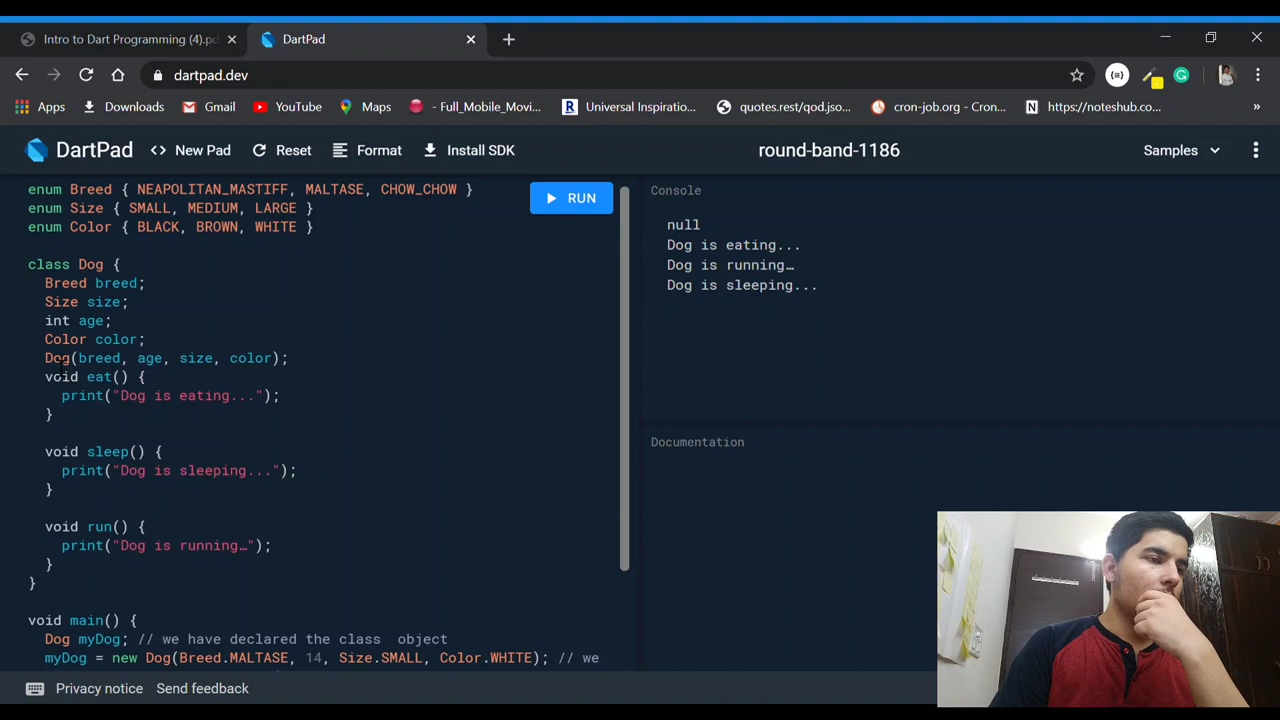 Intro to Dart Programming (4).pd
DartPad
dartpad.dev
Apps
Downloads
Gmail
YouTube
Maps
- Full_Mobile_Movi...
Universal Inspiratio...
quotes.rest/qod.jso...
cron-job.org - Cron...
https://noteshub.co...
»
DartPad
<> New Pad
Reset
Format
Install SDK
round-band-1186
Samples
enum Breed { NEAPOLITAN_MASTIFF, MALTASE, CHOW_CHOW }
enum Size { SMALL, MEDIUM, LARGE }
enum Color { BLACK, BROWN, WHITE }
class Dog {
Breed breed;
Size size;
int age;
Color color;
Dog(breed, age, size, color);
void eat() {
print("Dog is eating...");
}
void sleep() {
print("Dog is sleeping...");
}
void run() {
print("Dog is running…");
}
}
void main() {
Dog myDog; // we have declared the class  object
myDog = new Dog(Breed.MALTASE, 14, Size.SMALL, Color.WHITE); // we
RUN
Console
null
Dog is eating...
Dog is running…
Dog is sleeping...
Documentation
Privacy notice
Send feedback